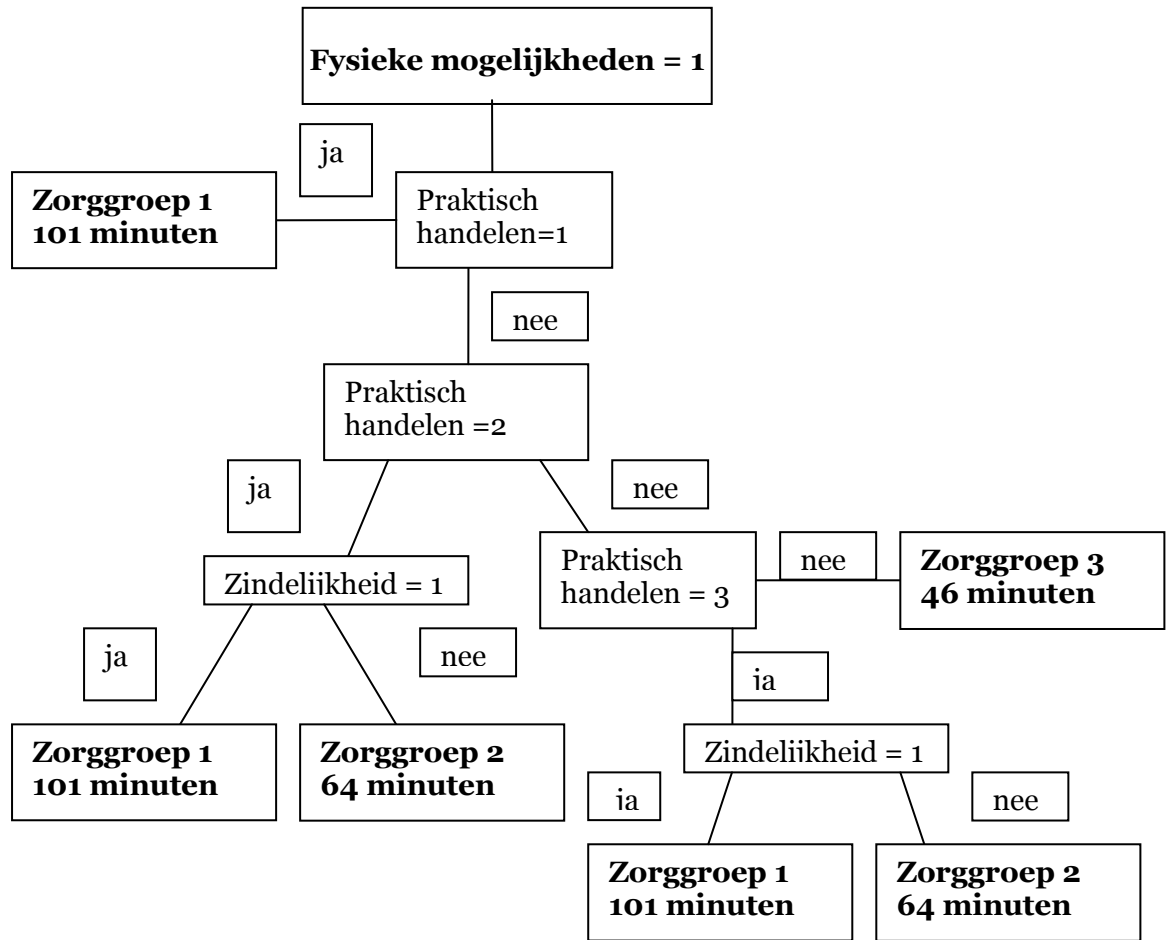 Fysieke mogelijkheden = 1
ja
Zorggroep 1
101 minuten
Praktisch
handelen=1
nee
Praktisch
handelen =2
ja
nee
Zindelijkheid = 1
Praktisch
handelen = 3
nee
Zorggroep 3
46 minuten
ja
nee
ja
Zorggroep 1
101 minuten
Zorggroep 2
64 minuten
Zindelijkheid = 1
ja
nee
Zorggroep 1
101 minuten
Zorggroep 2
64 minuten